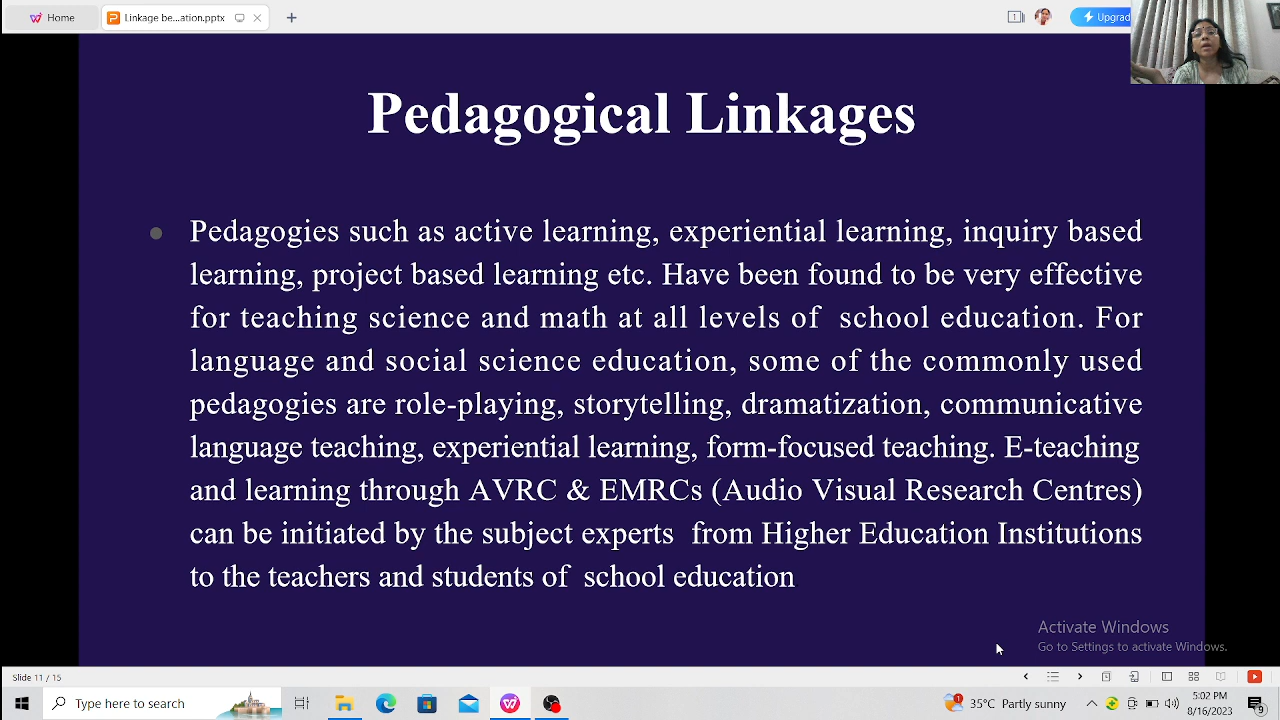 Home
Linkage be...ation.pptx
1
Upgrad
Pedagogical Linkages
Pedagogies such as active learning, experiential learning, inquiry based
learning, project based learning etc. Have been found to be very effective
for teaching science and math at all levels of school education. For
language and social science education, some of the commonly used
pedagogies are role-playing, storytelling, dramatization, communicative
language teaching, experiential learning, form-focused teaching. E-teaching
and learning through AVRC & EMRCs (Audio Visual Research Centres)
can be initiated by the subject experts from Higher Education Institutions
to the teachers and students of school education
Activate Windows
Go to Settings to activate Windows.
Slide 11 / 15
Type here to search
1
35°C Partly sunny
5:02 PM
8/16/2023
9